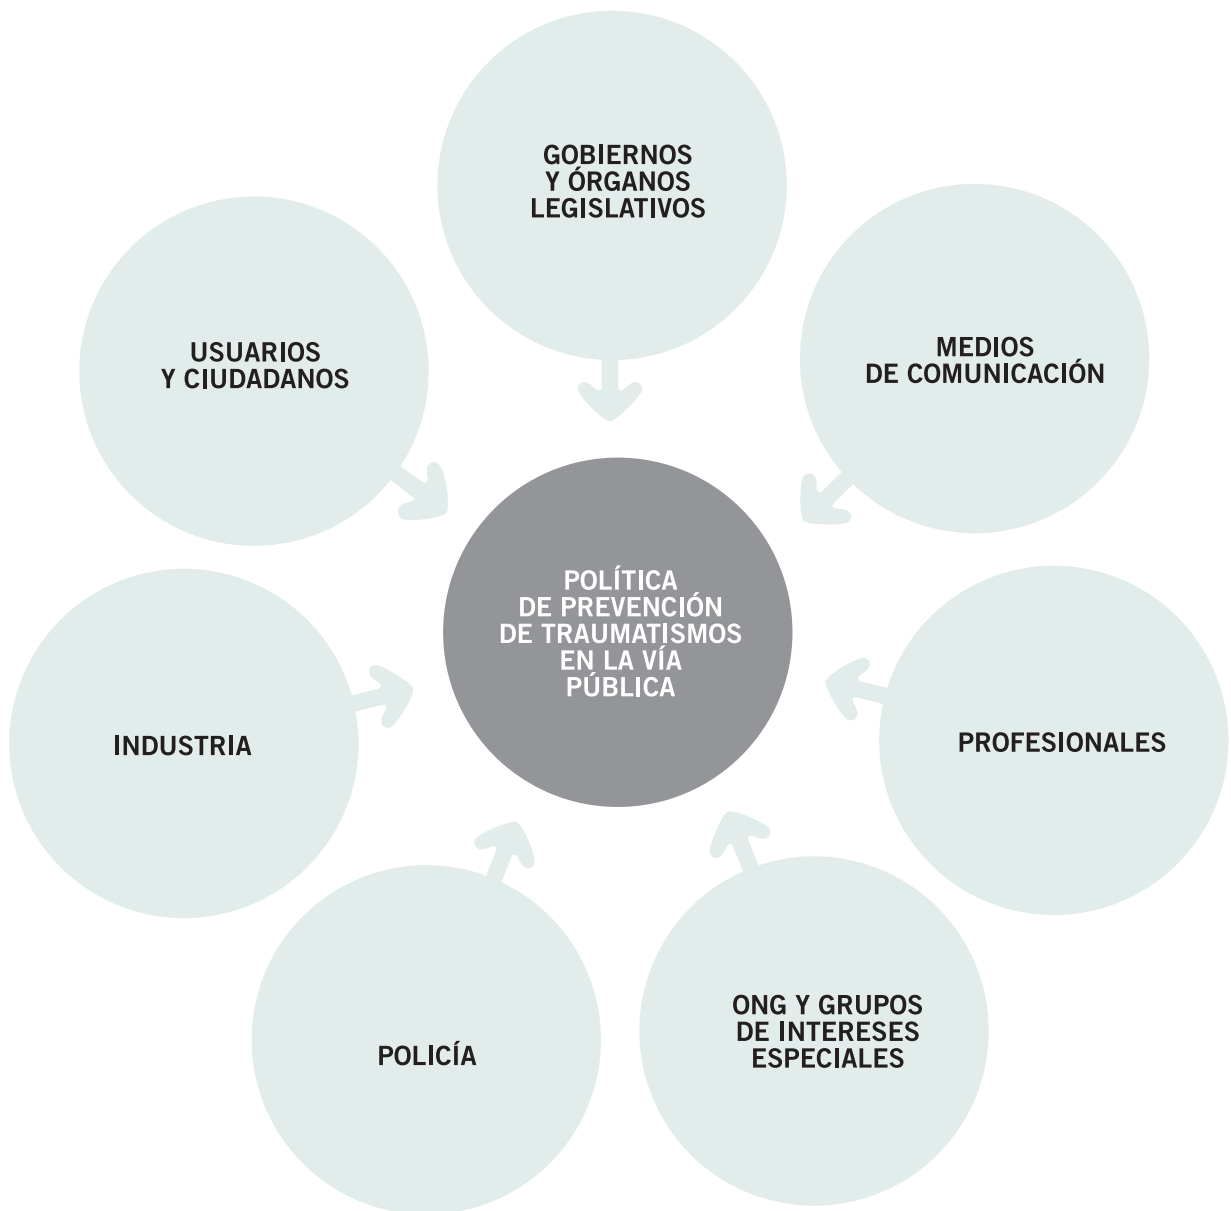 GOBIERNOS
Y ÓRGANOS
LEGISLATIVOS
USUARIOS
Y CIUDADANOS
MEDIOS
DE COMUNICACIÓN
POLÍTICA
DE PREVENCIÓN
DE TRAUMATISMOS
EN LA VÍA
PÚBLICA
INDUSTRIA
PROFESIONALES
POLICÍA
ONG Y GRUPOS
DE INTERESES
ESPECIALES